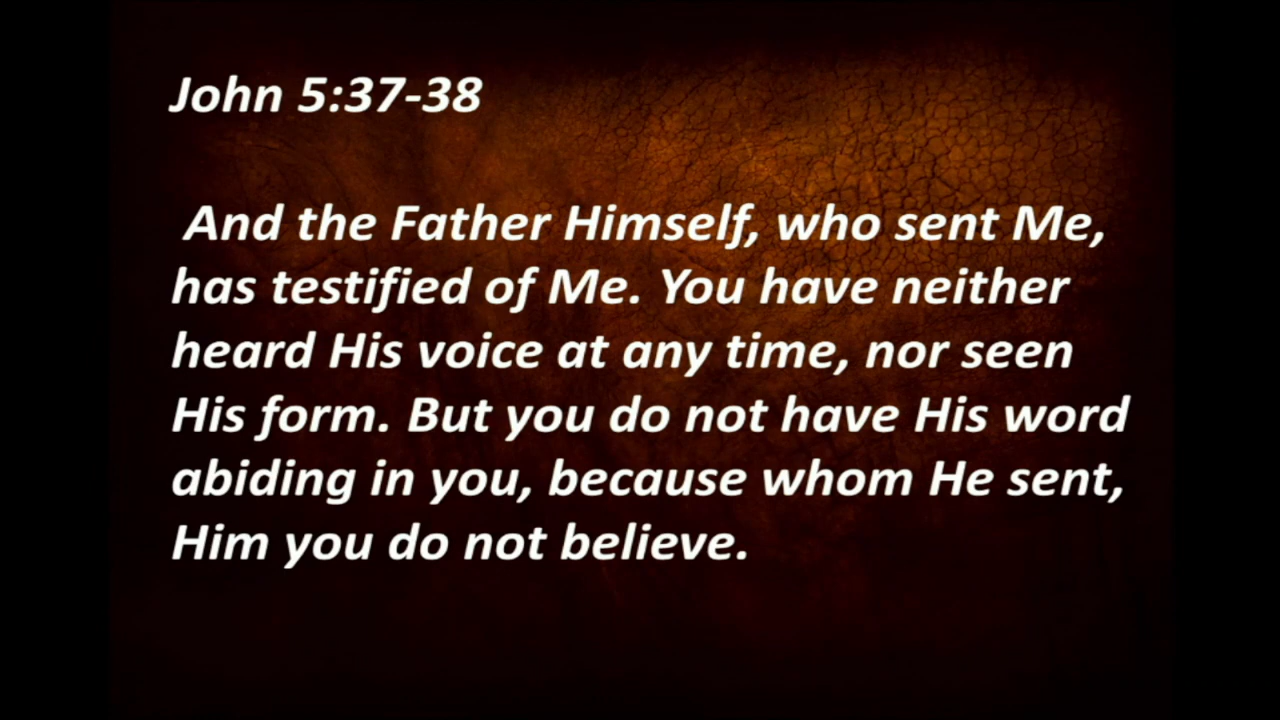 John 5:37-38
And the Father Himself, who sent Me,
has testified of Me. You have neither
heard His voice at any time, nor seen
His form. But you do not have His word
abiding in you, because whom He sent,
Him you do not believe.